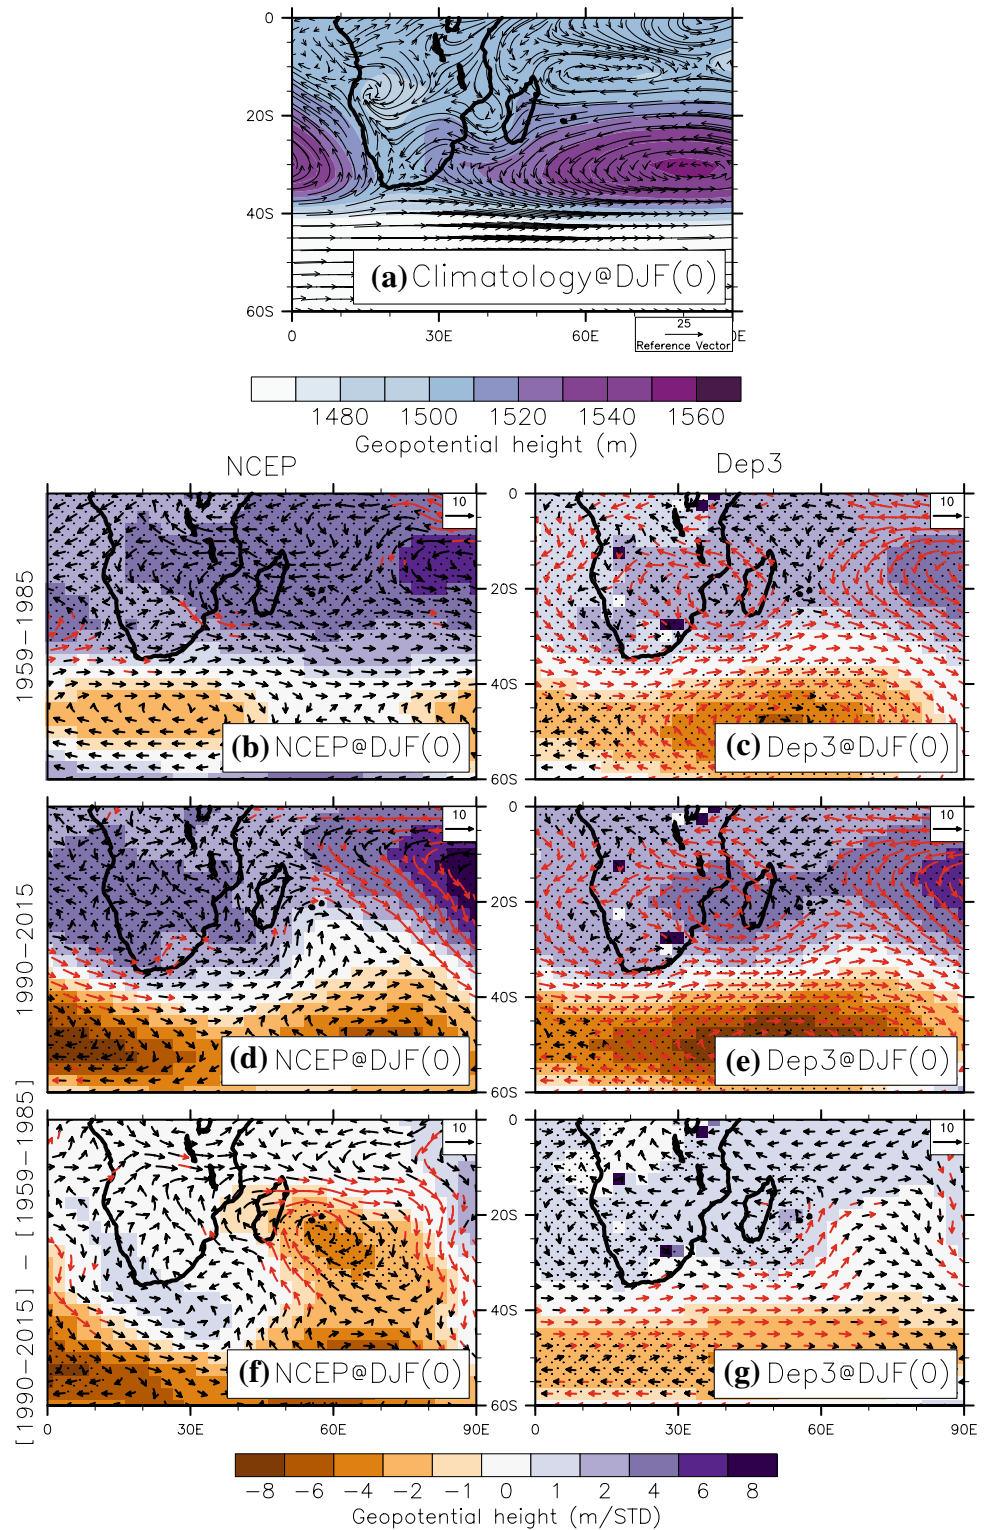 0
20S
40S
60S
(a) Climatology@DJF(0)
0 30E 60E 0E
25
Reference Vector
1480 1500 1520 1540 1560
Geopotential height (m)
NCEP Dep3
1959-1985
10
(b) NCEP@DJF(0)
0
20S
40S
60S
10
(c) Dep3@DJF(0)
1990-2015
10
(d) NCEP@DJF(0)
0
20S
40S
60S
10
(e) Dep3@DJF(0)
[1990-2015] - [1959-1985]
10
(f) NCEP@DJF(0)
0
20S
40S
60S
10
(g) Dep3@DJF(0)
0 30E 60E 90E 0 30E 60E 90E
-8 -6 -4 -2 -1 0 1 2 4 6 8
Geopotential height (m/STD)